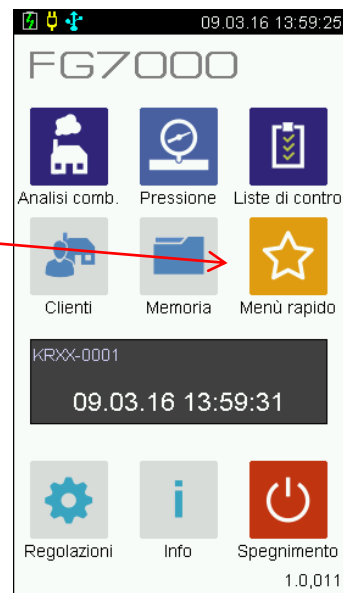 09.03.16 13:59:25
FG7000
Analisi comb. Pressione Liste di contro
Clienti Memoria Menù rapido
KRXX-0001
09.03.16 13:59:31
Regolazioni Info Spegnimento
1.0,011